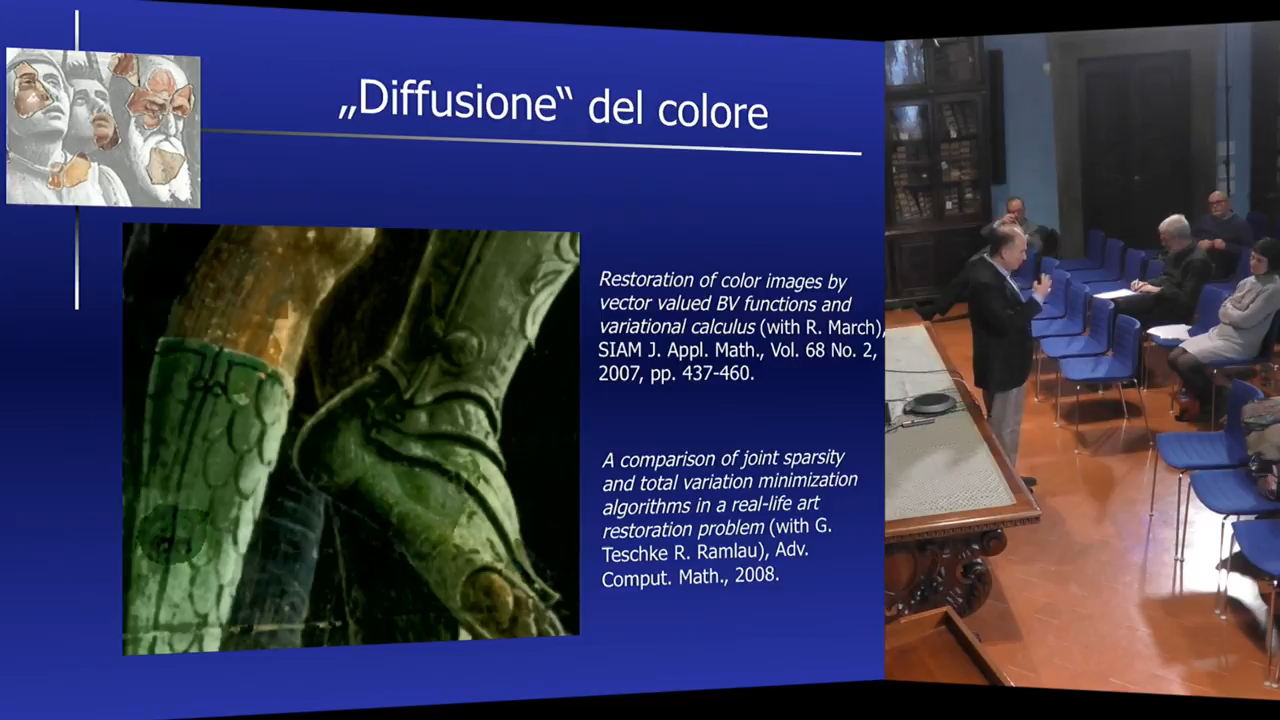 „Diffusione“ del colore
Restoration of color images by
vector valued BV functions and
variational calculus (with R. March),
SIAM J. Appl. Math., Vol. 68 No. 2,
2007, pp. 437-460.
A comparison of joint sparsity
and total variation minimization
algorithms in a real-life art
restoration problem (with G.
Teschke R. Ramlau), Adv.
Comput. Math., 2008.